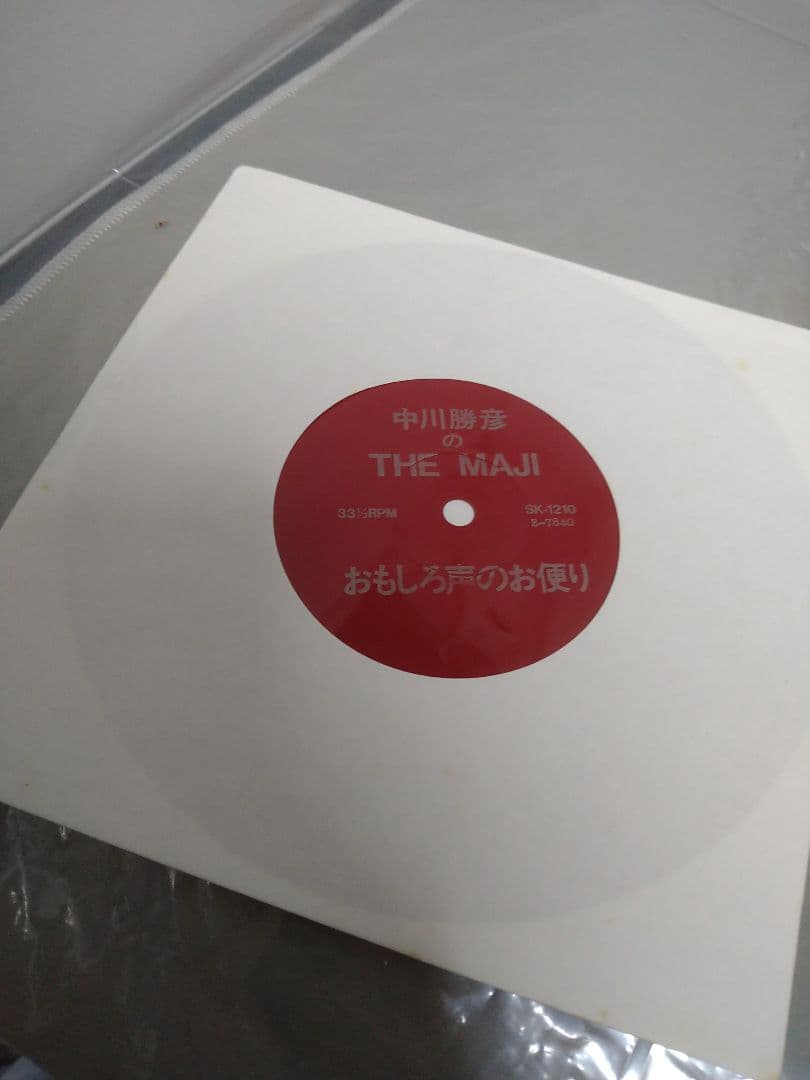 中川勝彦
の
THE MAJI
33⅓RPM
SK-1210
E-7640
おもしろ声のお便り